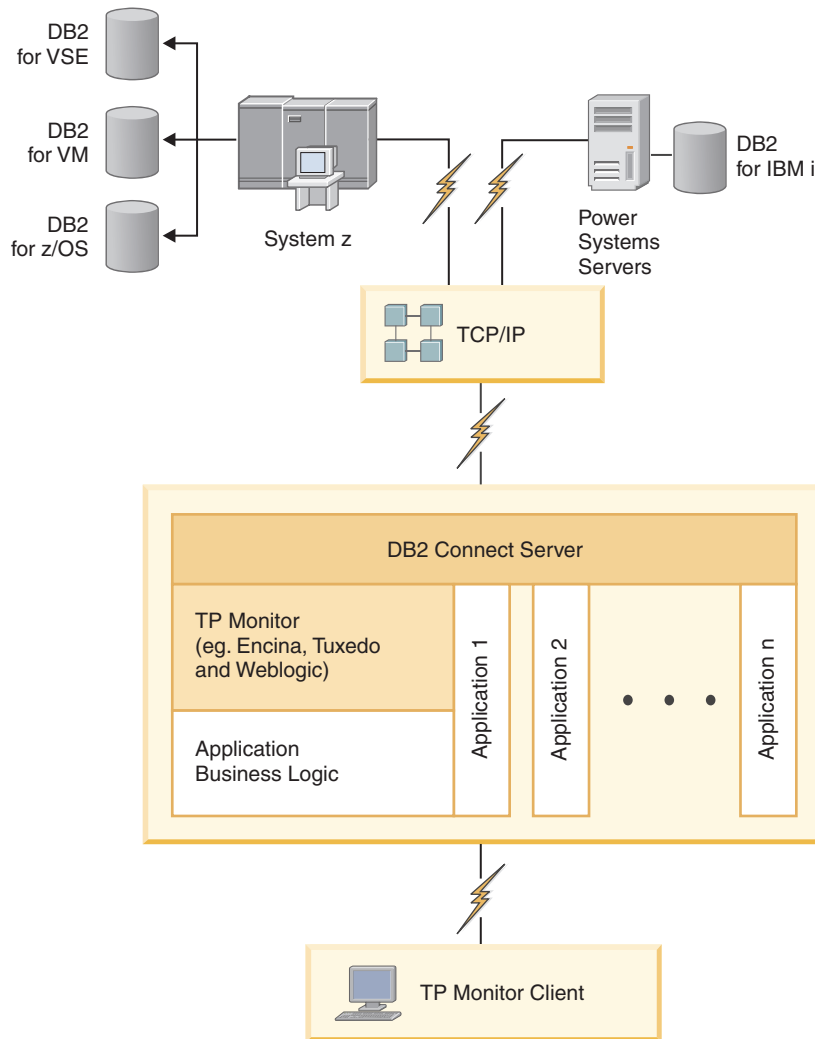 DB2
for VSE
DB2
for VM
DB2
for z/OS
System z
Power
Systems
Servers
DB2
for IBM i
TCP/IP
DB2 Connect Server
TP Monitor
(eg. Encina, Tuxedo
and Weblogic)
Application
Business Logic
Application 1
Application 2
Application n
TP Monitor Client